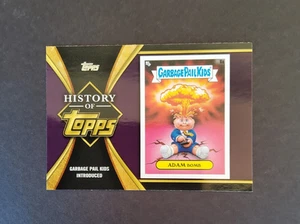 Topps
HISTORY
OF
Topps
GARBAGE PAIL KIDS
INTRODUCED
GARBAGE PAIL KIDS
ADAM BOMB